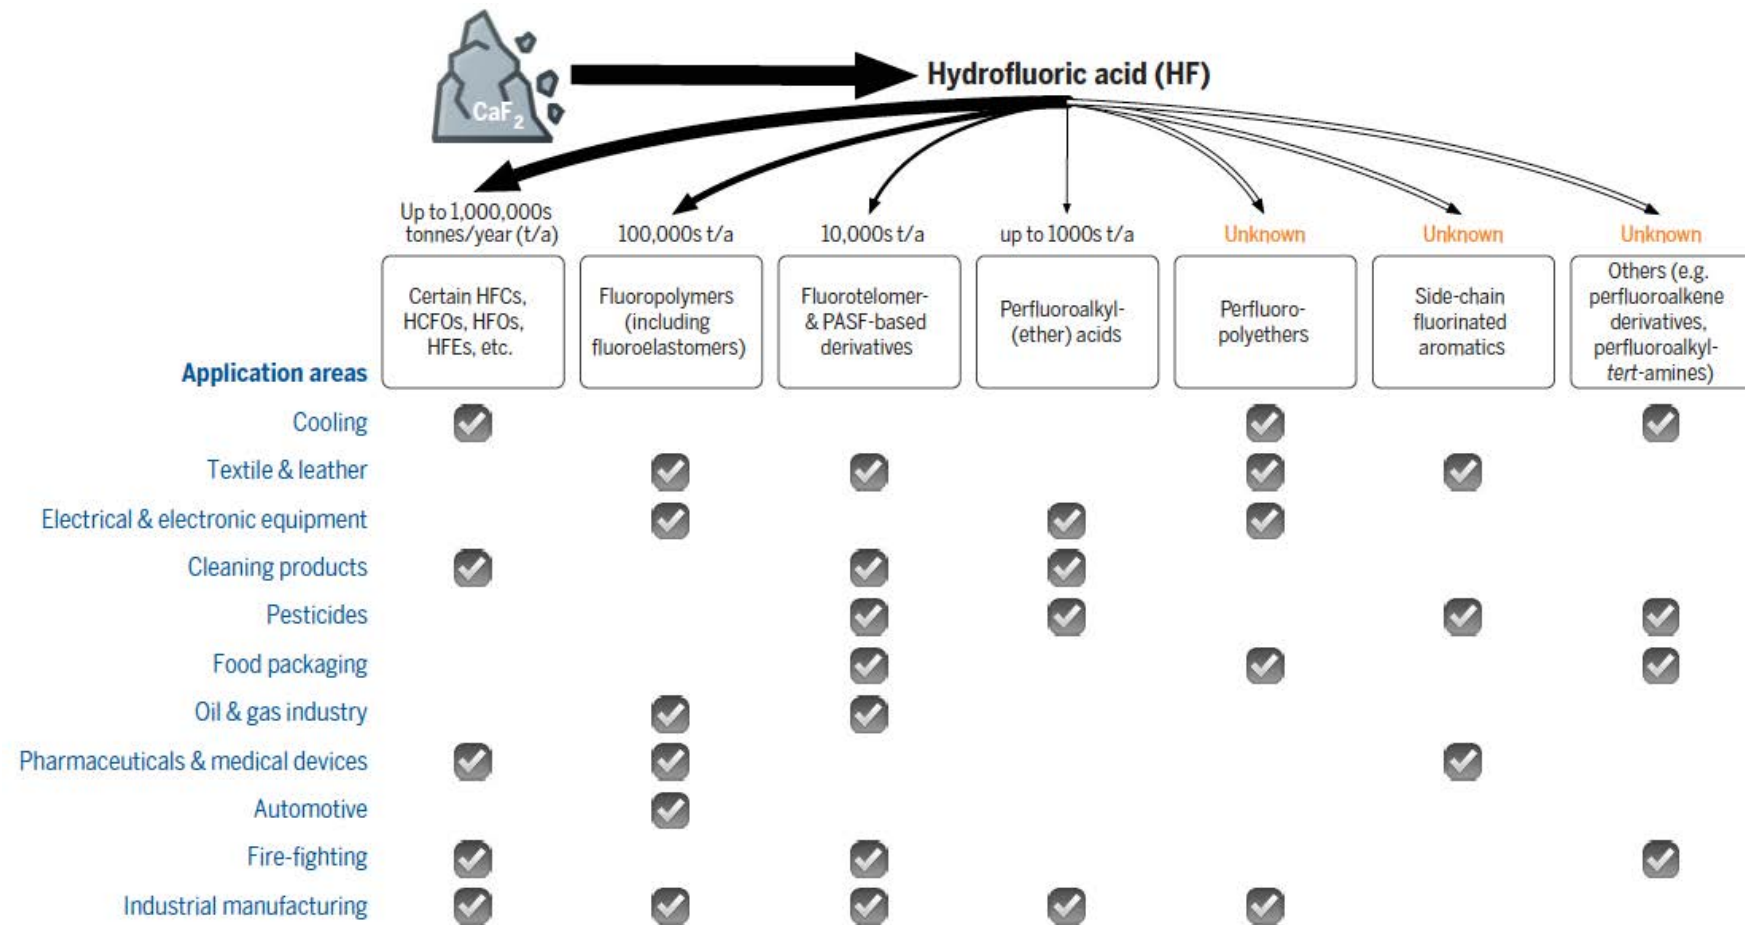 CaF2
Hydrofluoric acid (HF)
Up to 1,000,000s
tonnes/year (t/a)
100,000s t/a
10,000s t/a
up to 1000s t/a
Unknown
Unknown
Unknown
Certain HFCs,
HCFOs, HFOs,
HFEs, etc.
Fluoropolymers
(including
fluoroelastomers)
Fluorotelomer-
& PASF-based
derivatives
Perfluoroalkyl-
(ether) acids
Perfluoro-
polyethers
Side-chain
fluorinated
aromatics
Others (e.g.
perfluoroalkene
derivatives,
perfluoroalkyl-
tert-amines)
Application areas
Cooling
Textile & leather
Electrical & electronic equipment
Cleaning products
Pesticides
Food packaging
Oil & gas industry
Pharmaceuticals & medical devices
Automotive
Fire-fighting
Industrial manufacturing